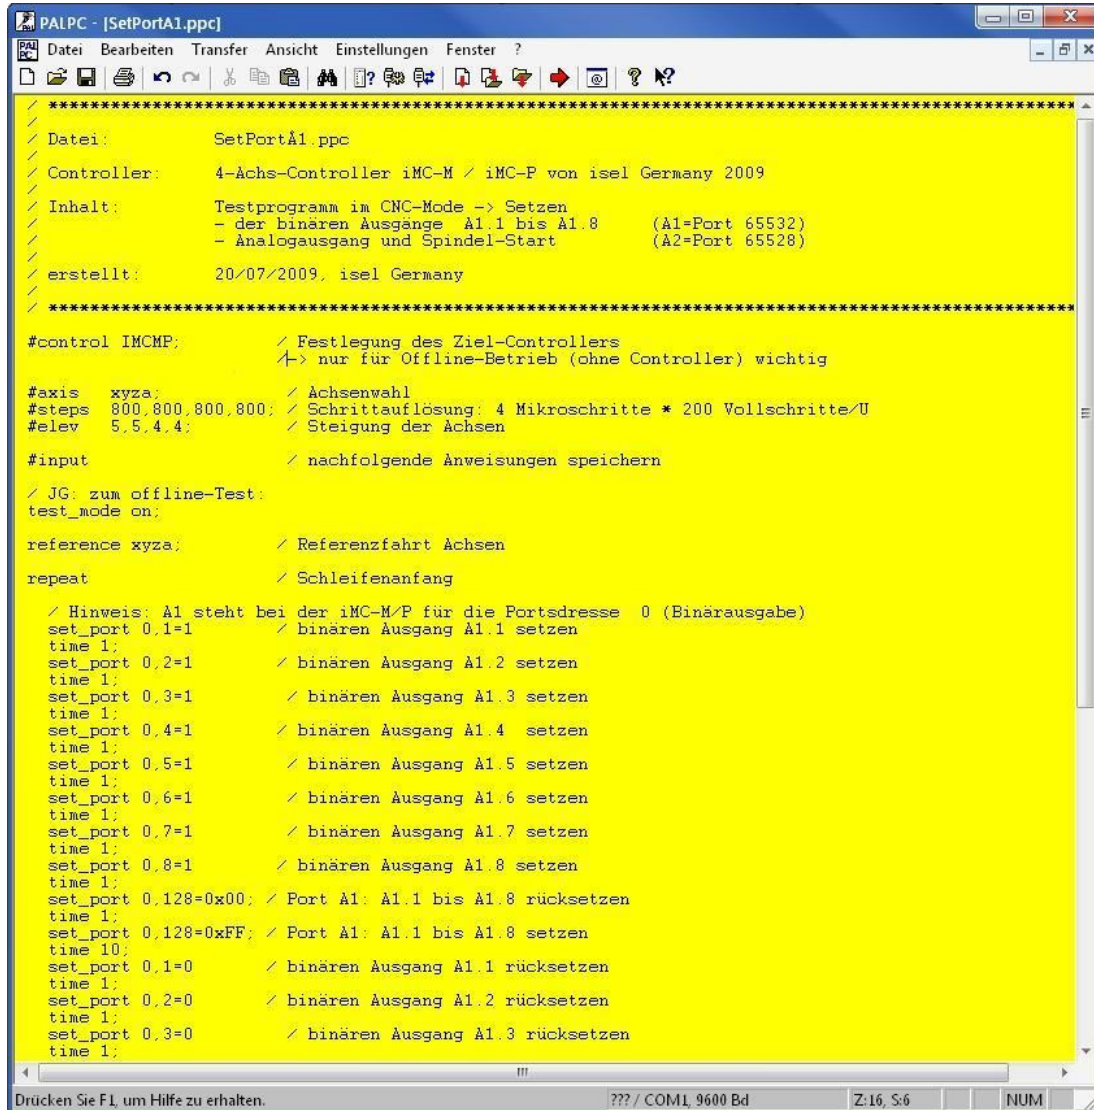 PALPC - [SetPortA1.ppc]
Datei Bearbeiten Transfer Ansicht Einstellungen Fenster ?
/ ****************************************************************************************************
/
/ Datei: SetPortA1.ppc
/
/ Controller: 4-Achs-Controller iMC-M / iMC-P von isel Germany 2009
/
/ Inhalt: Testprogramm im CNC-Mode -> Setzen
/ - der binären Ausgänge A1.1 bis A1.8 (A1=Port 65532)
/ - Analogausgang und Spindel-Start (A2=Port 65528)
/
/ erstellt: 20/07/2009, isel Germany
/
/ ****************************************************************************************************
#control IMCMP; / Festlegung des Ziel-Controllers
/-> nur für Offline-Betrieb (ohne Controller) wichtig
#axis xyza; / Achsenwahl
#steps 800,800,800,800; / Schrittauflösung: 4 Mikroschritte * 200 Vollschritte/U
#elev 5,5,4,4; / Steigung der Achsen
#input / nachfolgende Anweisungen speichern
/ JG: zum offline-Test:
test_mode on;
reference xyza; / Referenzfahrt Achsen
repeat / Schleifenanfang
/ Hinweis: A1 steht bei der iMC-M/P für die Portsdresse 0 (Binärausgabe)
set_port 0,1=1 / binären Ausgang A1.1 setzen
time 1;
set_port 0,2=1 / binären Ausgang A1.2 setzen
time 1;
set_port 0,3=1 / binären Ausgang A1.3 setzen
time 1;
set_port 0,4=1 / binären Ausgang A1.4 setzen
time 1;
set_port 0,5=1 / binären Ausgang A1.5 setzen
time 1;
set_port 0,6=1 / binären Ausgang A1.6 setzen
time 1;
set_port 0,7=1 / binären Ausgang A1.7 setzen
time 1;
set_port 0,8=1 / binären Ausgang A1.8 setzen
time 1;
set_port 0,128=0x00; / Port A1: A1.1 bis A1.8 rücksetzen
time 1;
set_port 0,128=0xFF; / Port A1: A1.1 bis A1.8 setzen
time 10;
set_port 0,1=0 / binären Ausgang A1.1 rücksetzen
time 1;
set_port 0,2=0 / binären Ausgang A1.2 rücksetzen
time 1;
set_port 0,3=0 / binären Ausgang A1.3 rücksetzen
time 1;
Drücken Sie F1, um Hilfe zu erhalten. ??? / COM1, 9600 Bd Z:16, S:6 NUM